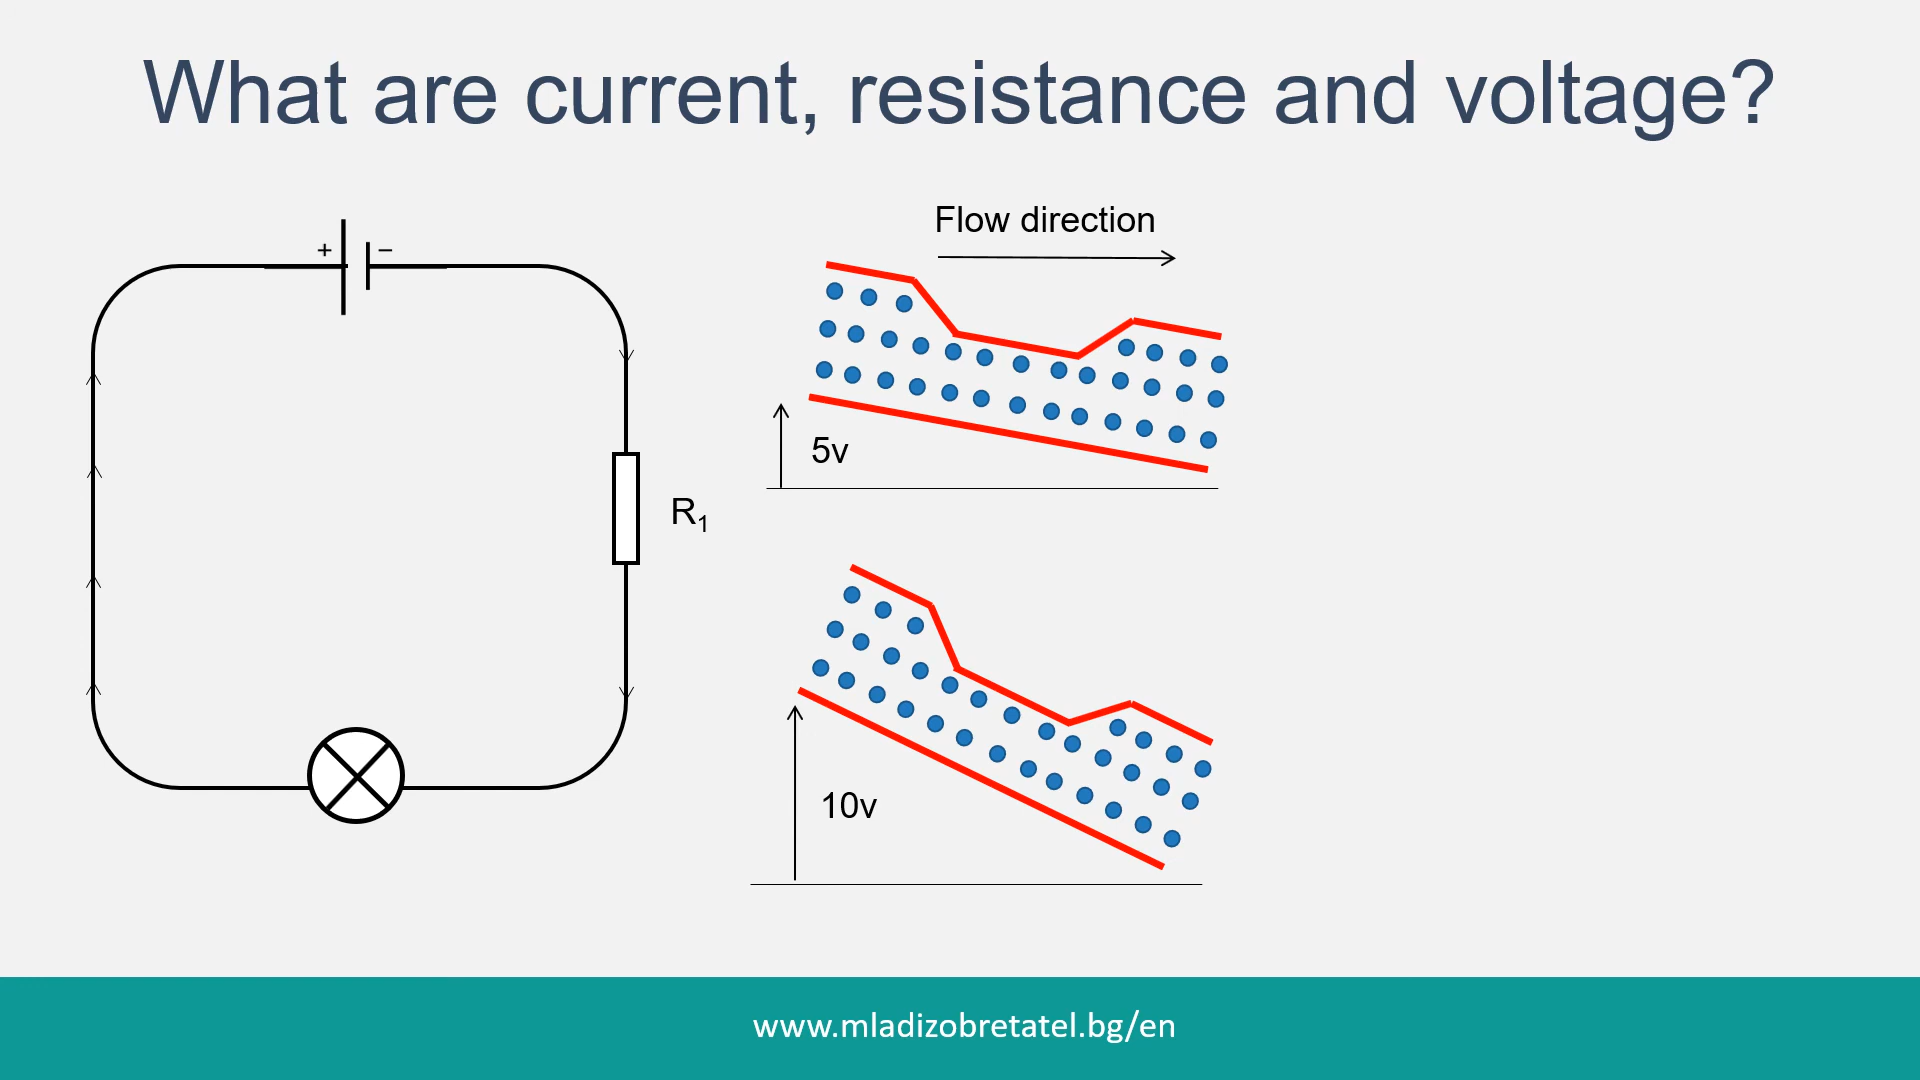 What are current, resistance and voltage?
+ −
Flow direction
5v
R₁
10v
www.mladizobretatel.bg/en